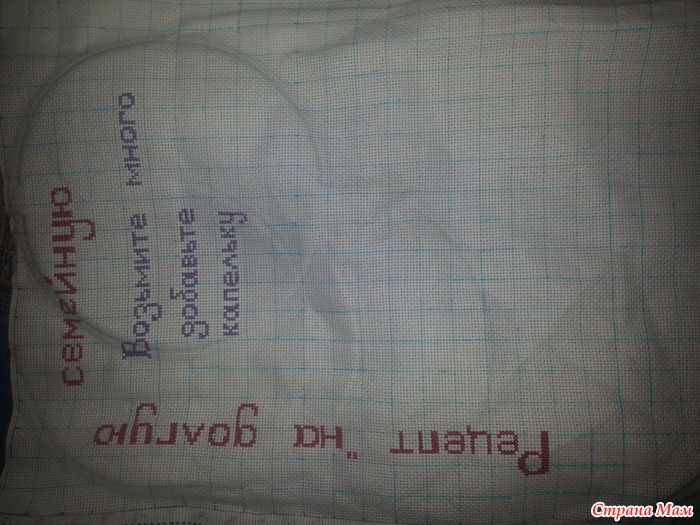 Рецепт "на долгую
семейную
Возьмите много
добавьте
капельку
Страна Мам